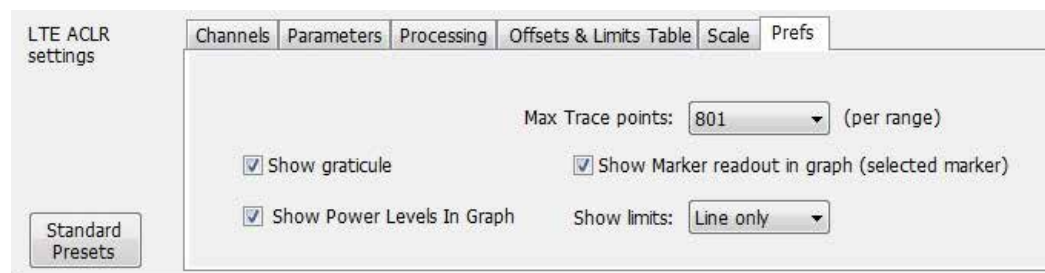 LTE ACLR
settings
Channels Parameters Processing Offsets & Limits Table Scale Prefs
Max Trace points: 801 (per range)
Show graticule Show Marker readout in graph (selected marker)
Show Power Levels In Graph Show limits: Line only
Standard
Presets